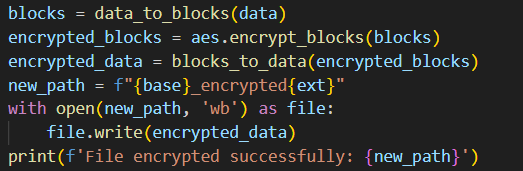 blocks = data_to_blocks(data)
encrypted_blocks = aes.encrypt_blocks(blocks)
encrypted_data = blocks_to_data(encrypted_blocks)
new_path = f"{base}_encrypted{ext}"
with open(new_path, 'wb') as file:
    file.write(encrypted_data)
print(f'File encrypted successfully: {new_path}')